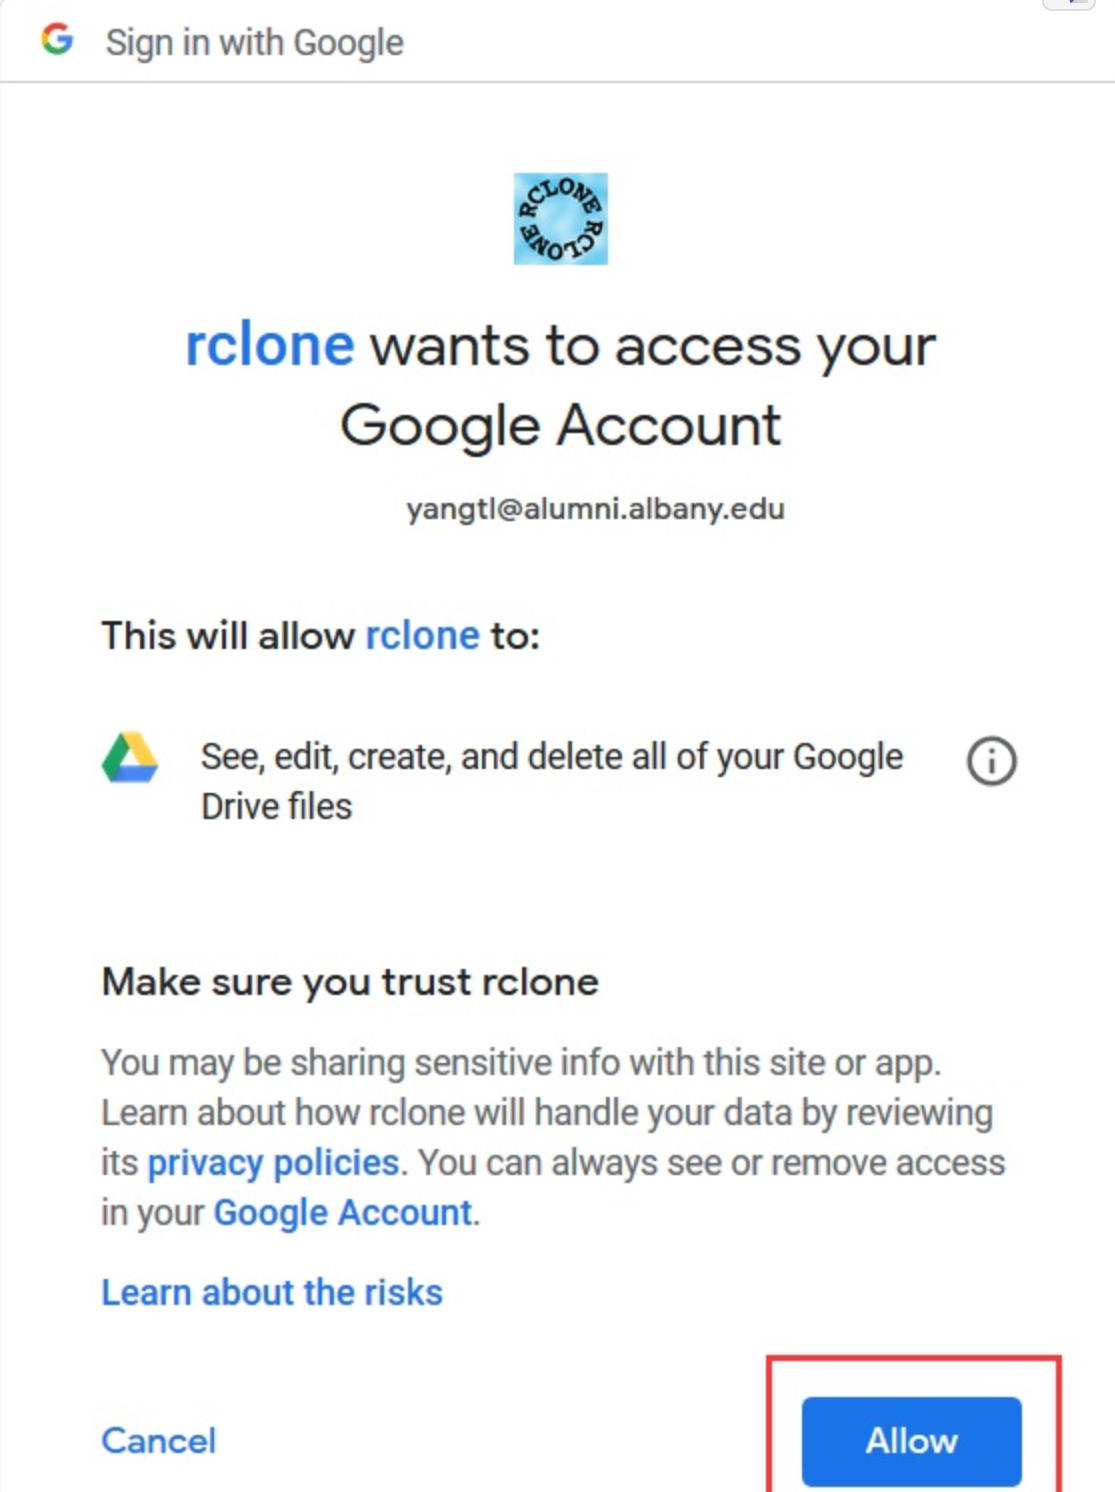 Sign in with Google
RCLONE RCLONE
rclone wants to access your
Google Account
yangtl@alumni.albany.edu
This will allow rclone to:
See, edit, create, and delete all of your Google
Drive files
Make sure you trust rclone
You may be sharing sensitive info with this site or app.
Learn about how rclone will handle your data by reviewing
its privacy policies. You can always see or remove access
in your Google Account.
Learn about the risks
Cancel
Allow